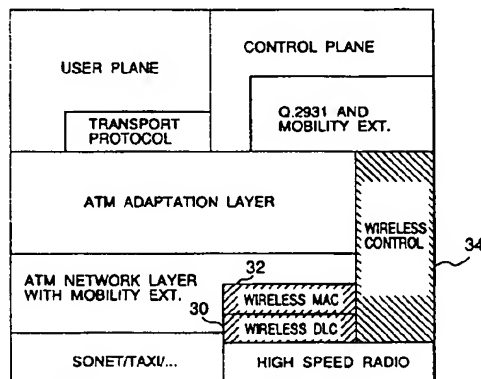 USER PLANE
CONTROL PLANE
TRANSPORT
PROTOCOL
Q.2931 AND
MOBILITY EXT.
ATM ADAPTATION LAYER
WIRELESS
CONTROL
34
ATM NETWORK LAYER
WITH MOBILITY EXT.
32
30
WIRELESS MAC
WIRELESS DLC
SONET/TAXI/...
HIGH SPEED RADIO